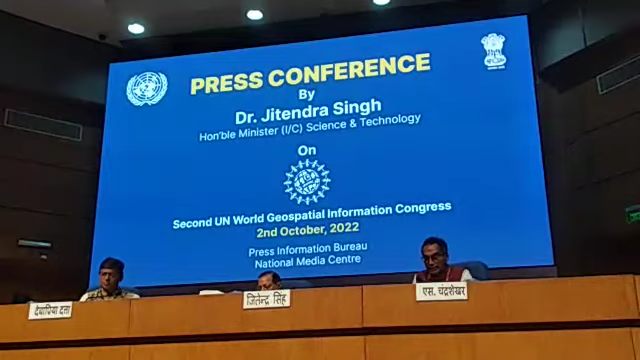 PRESS CONFERENCE
By
Dr. Jitendra Singh
Hon'ble Minister (I/C) Science & Technology
On
Second UN World Geospatial Information Congress
2nd October, 2022
Press Information Bureau
National Media Centre
देबाप्रिया दत्ता
जितेन्द्र सिंह
एस. चंद्रशेखर